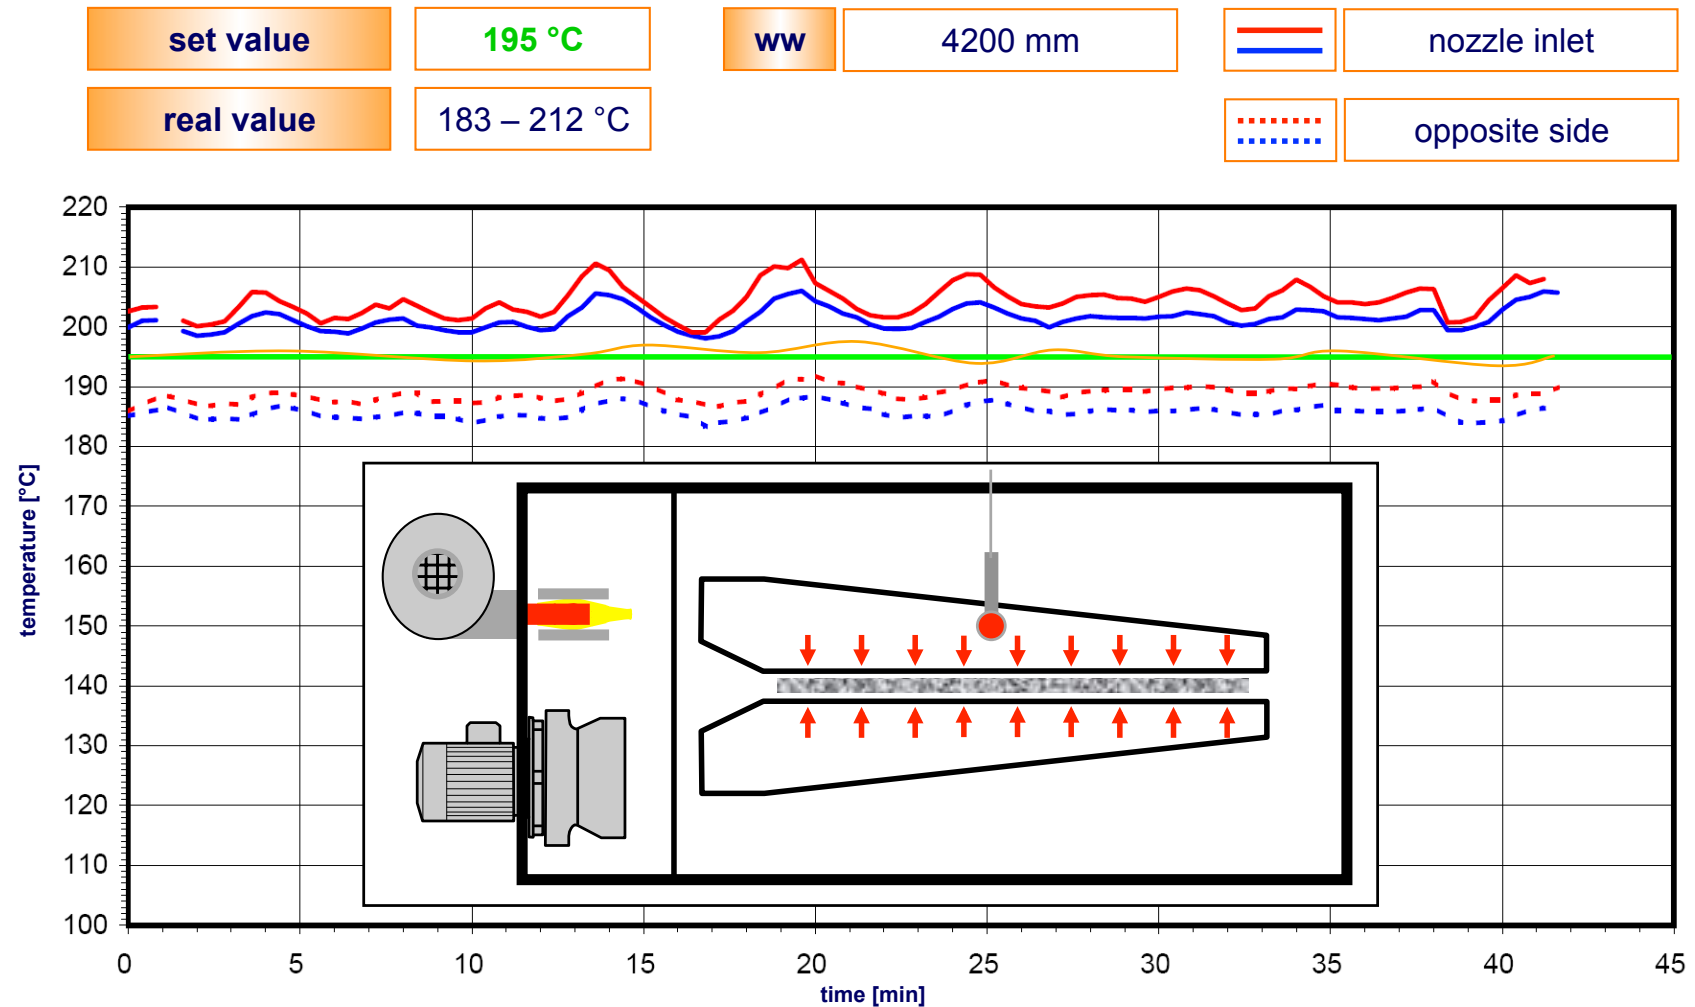 set value 195 °C ww 4200 mm nozzle inlet
real value 183 – 212 °C opposite side
220
210
200
190
180
170
160
150
140
130
120
110
100
temperature [°C]
0 5 10 15 20 25 30 35 40 45
time [min]